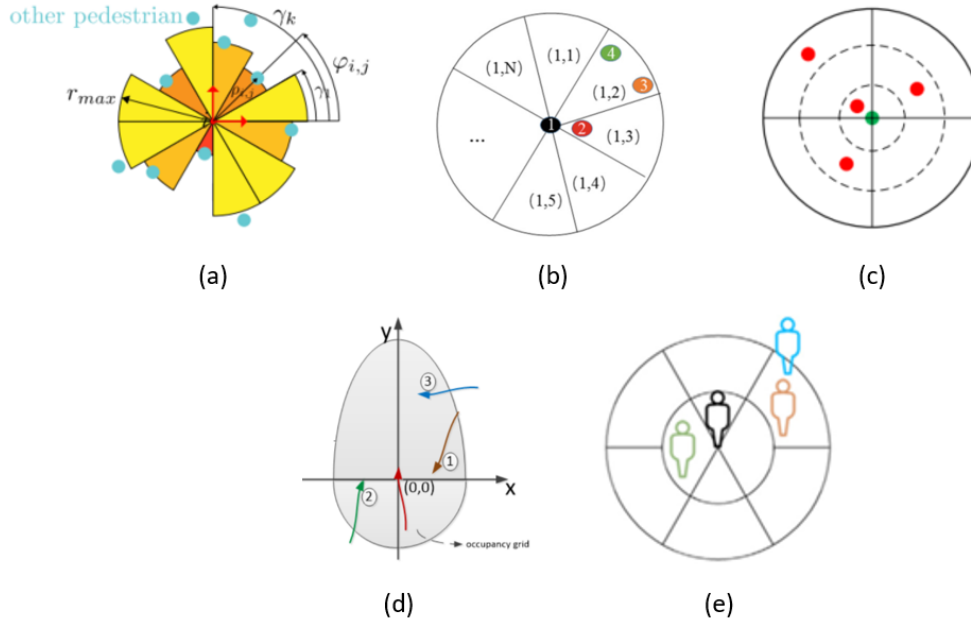 other pedestrian
γk
φi,j
rmax
ρi,j
γ1
(a)
(1,N)
(1,1)
4
(1,2)
3
1
2
(1,3)
...
(1,4)
(1,5)
(b)
(c)
y
3
1
2
(0,0)
x
occupancy grid
(d)
(e)